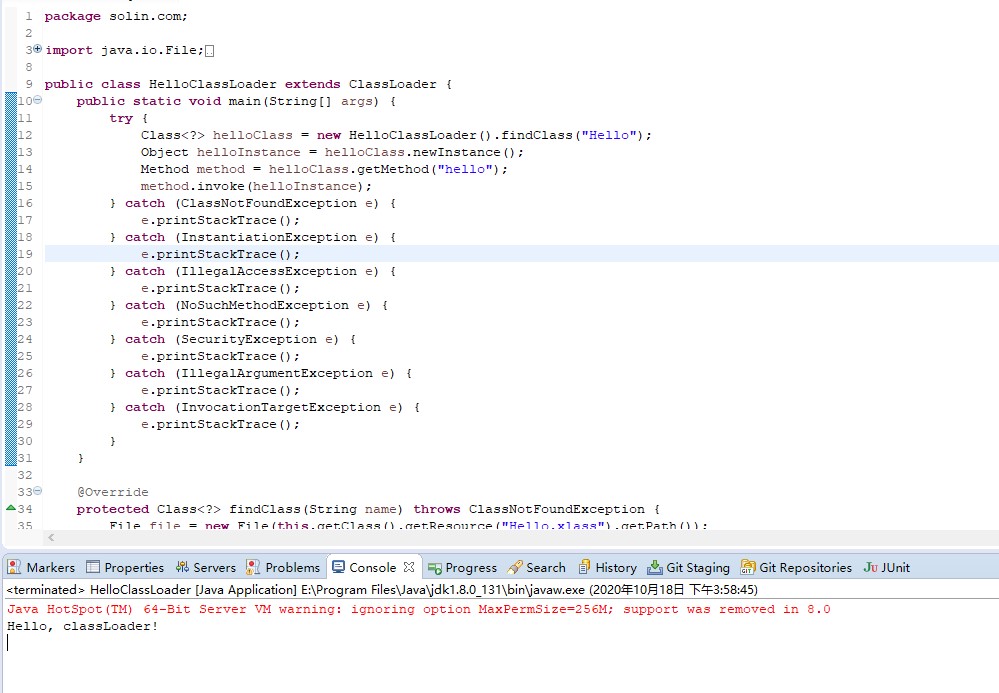 1 package solin.com;
2
3 import java.io.File;
8
9 public class HelloClassLoader extends ClassLoader {
10 public static void main(String[] args) {
11 try {
12 Class<?> helloClass = new HelloClassLoader().findClass("Hello");
13 Object helloInstance = helloClass.newInstance();
14 Method method = helloClass.getMethod("hello");
15 method.invoke(helloInstance);
16 } catch (ClassNotFoundException e) {
17 e.printStackTrace();
18 } catch (InstantiationException e) {
19 e.printStackTrace();
20 } catch (IllegalAccessException e) {
21 e.printStackTrace();
22 } catch (NoSuchMethodException e) {
23 e.printStackTrace();
24 } catch (SecurityException e) {
25 e.printStackTrace();
26 } catch (IllegalArgumentException e) {
27 e.printStackTrace();
28 } catch (InvocationTargetException e) {
29 e.printStackTrace();
30 }
31 }
32
33 @Override
34 protected Class<?> findClass(String name) throws ClassNotFoundException {
35 File file = new File(this.getClass().getResource("Hello.xlass").getPath());
Markers Properties Servers Problems Console Progress Search History Git Staging Git Repositories Ju JUnit
<terminated> HelloClassLoader [Java Application] E:\Program Files\Java\jdk1.8.0_131\bin\javaw.exe (2020年10月18日 下午3:58:45)
Java HotSpot(TM) 64-Bit Server VM warning: ignoring option MaxPermSize=256M; support was removed in 8.0
Hello, classLoader!